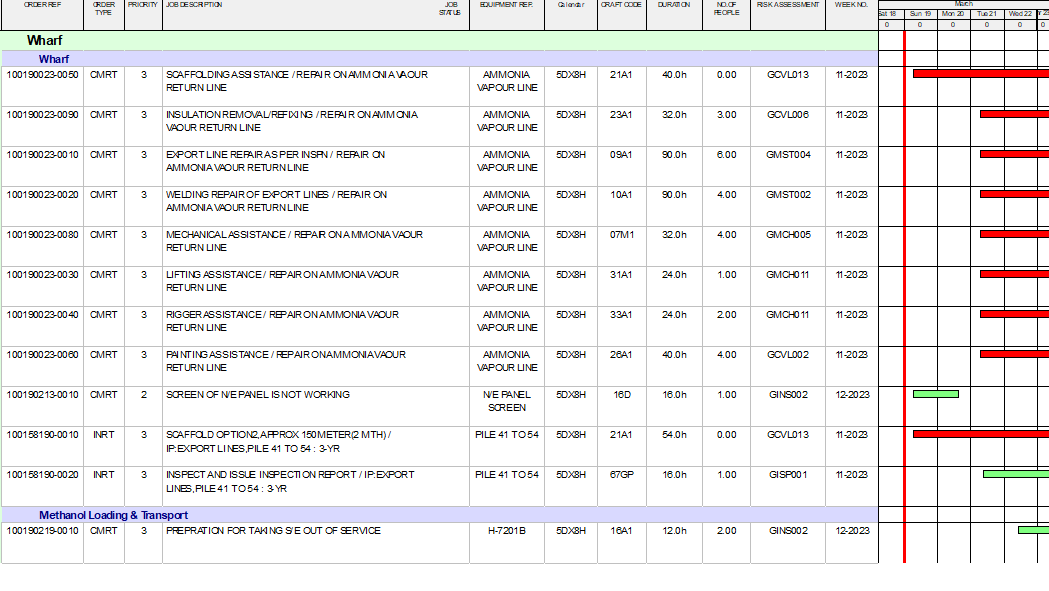 ORDER REF ORDER TYPE PRIORITY JOB DESCRIPTION JOB STATUS EQUIPMENT REF. Calendar CRAFT CODE DURATION NO.OF PEOPLE RISK ASSESSMENT WEEK NO. March
Sat 18 Sun 19 Mon 20 Tue 21 Wed 22
0 0 0 0 0 0
Wharf
Wharf
100190023-0050 CMRT 3 SCAFFOLDING ASSISTANCE / REPAIR ON AMMONIA VAOUR AMMONIA 5DX8H 21A1 40.0h 0.00 GCVL013 11-2023
RETURN LINE VAPOUR LINE
100190023-0090 CMRT 3 INSULATION REMOVAL/REFIXING / REPAIR ON AMMONIA AMMONIA 5DX8H 23A1 32.0h 3.00 GCVL006 11-2023
VAOUR RETURN LINE VAPOUR LINE
100190023-0010 CMRT 3 EXPORT LINE REPAIR AS PER INSPN / REPAIR ON AMMONIA 5DX8H 09A1 90.0h 6.00 GMST004 11-2023
AMMONIA VAOUR RETURN LINE VAPOUR LINE
100190023-0020 CMRT 3 WELDING REPAIR OF EXPORT LINES / REPAIR ON AMMONIA 5DX8H 10A1 90.0h 4.00 GMST002 11-2023
AMMONIA VAOUR RETURN LINE VAPOUR LINE
100190023-0080 CMRT 3 MECHANICAL ASSISTANCE / REPAIR ON AMMONIA VAOUR AMMONIA 5DX8H 07M1 32.0h 4.00 GMCH005 11-2023
RETURN LINE VAPOUR LINE
100190023-0030 CMRT 3 LIFTING ASSISTANCE / REPAIR ON AMMONIA VAOUR AMMONIA 5DX8H 31A1 24.0h 1.00 GMCH011 11-2023
RETURN LINE VAPOUR LINE
100190023-0040 CMRT 3 RIGGER ASSISTANCE / REPAIR ON AMMONIA VAOUR AMMONIA 5DX8H 33A1 24.0h 2.00 GMCH011 11-2023
RETURN LINE VAPOUR LINE
100190023-0060 CMRT 3 PAINTING ASSISTANCE / REPAIR ON AMMONIA VAOUR AMMONIA 5DX8H 26A1 40.0h 4.00 GCVL002 11-2023
RETURN LINE VAPOUR LINE
100190213-0010 CMRT 2 SCREEN OF N/E PANEL IS NOT WORKING N/E PANEL 5DX8H 16D 16.0h 1.00 GINS002 12-2023
SCREEN
100158190-0010 INRT 3 SCAFFOLD OPTION2,APPROX 150METER(2 MTH) / PILE 41 TO 54 5DX8H 21A1 54.0h 0.00 GCVL013 11-2023
IP:EXPORT LINES,PILE 41 TO 54 : 3-YR
100158190-0020 INRT 3 INSPECT AND ISSUE INSPECTION REPORT / IP:EXPORT PILE 41 TO 54 5DX8H 67GP 16.0h 1.00 GISP001 11-2023
LINES,PILE 41 TO 54 : 3-YR
Methanol Loading & Transport
100190219-0010 CMRT 3 PREPRATION FOR TAKING S/E OUT OF SERVICE H-7201B 5DX8H 16A1 12.0h 2.00 GINS002 12-2023